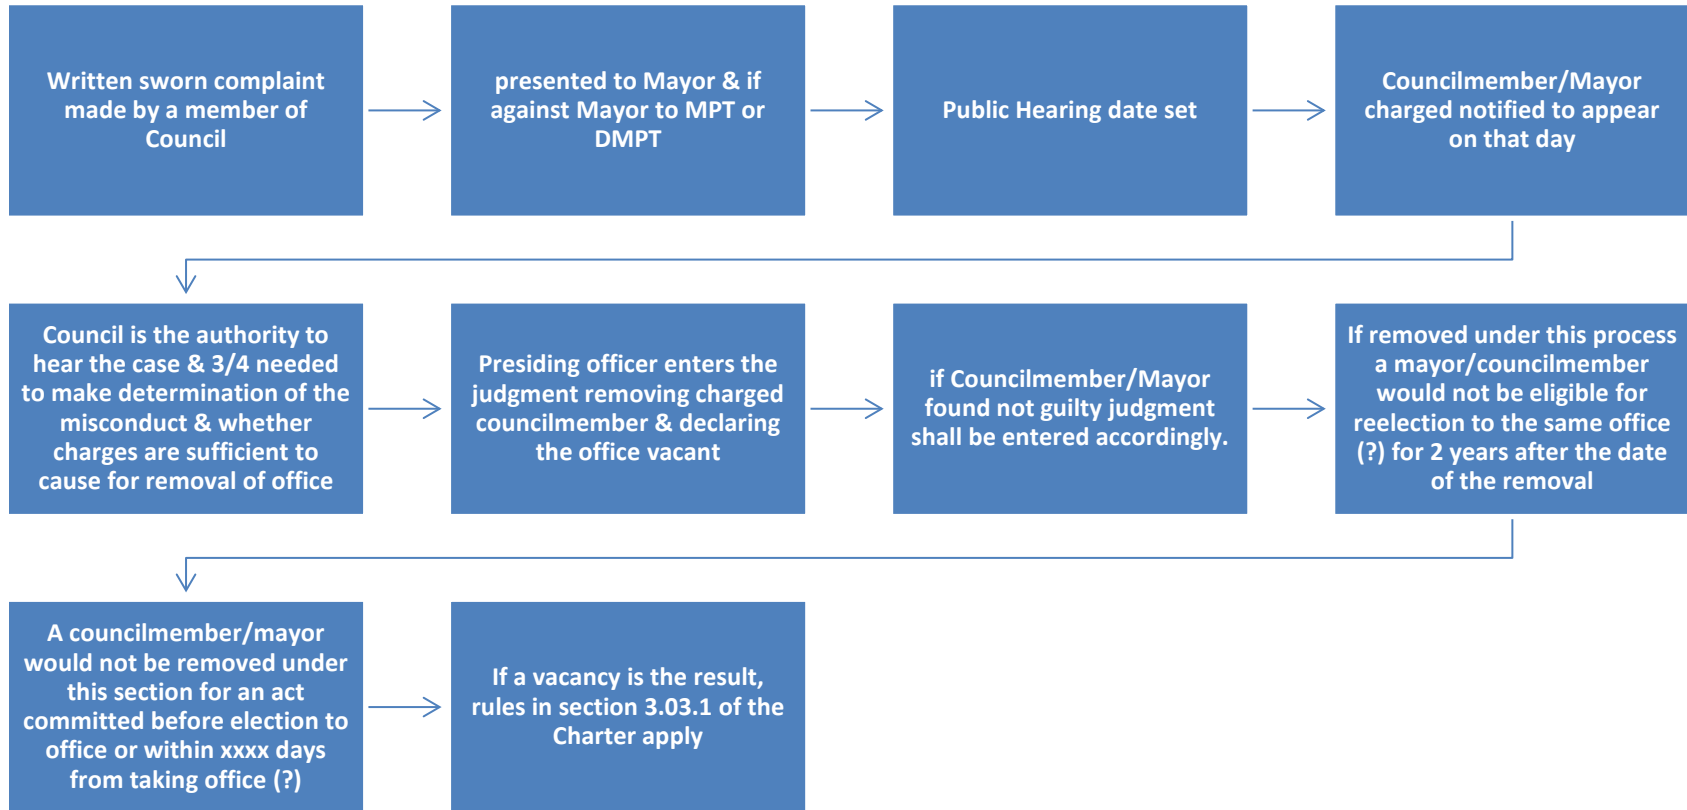 Written sworn complaint
made by a member of
Council
presented to Mayor & if
against Mayor to MPT or
DMPT
Public Hearing date set
Councilmember/Mayor
charged notified to appear
on that day
Council is the authority to
hear the case & 3/4 needed
to make determination of the
misconduct & whether
charges are sufficient to
cause for removal of office
Presiding officer enters the
judgment removing charged
councilmember & declaring
the office vacant
if Councilmember/Mayor
found not guilty judgment
shall be entered accordingly.
If removed under this process
a mayor/councilmember
would not be eligible for
reelection to the same office
(?) for 2 years after the date
of the removal
A councilmember/mayor
would not be removed under
this section for an act
committed before election to
office or within xxxx days
from taking office (?)
If a vacancy is the result,
rules in section 3.03.1 of the
Charter apply